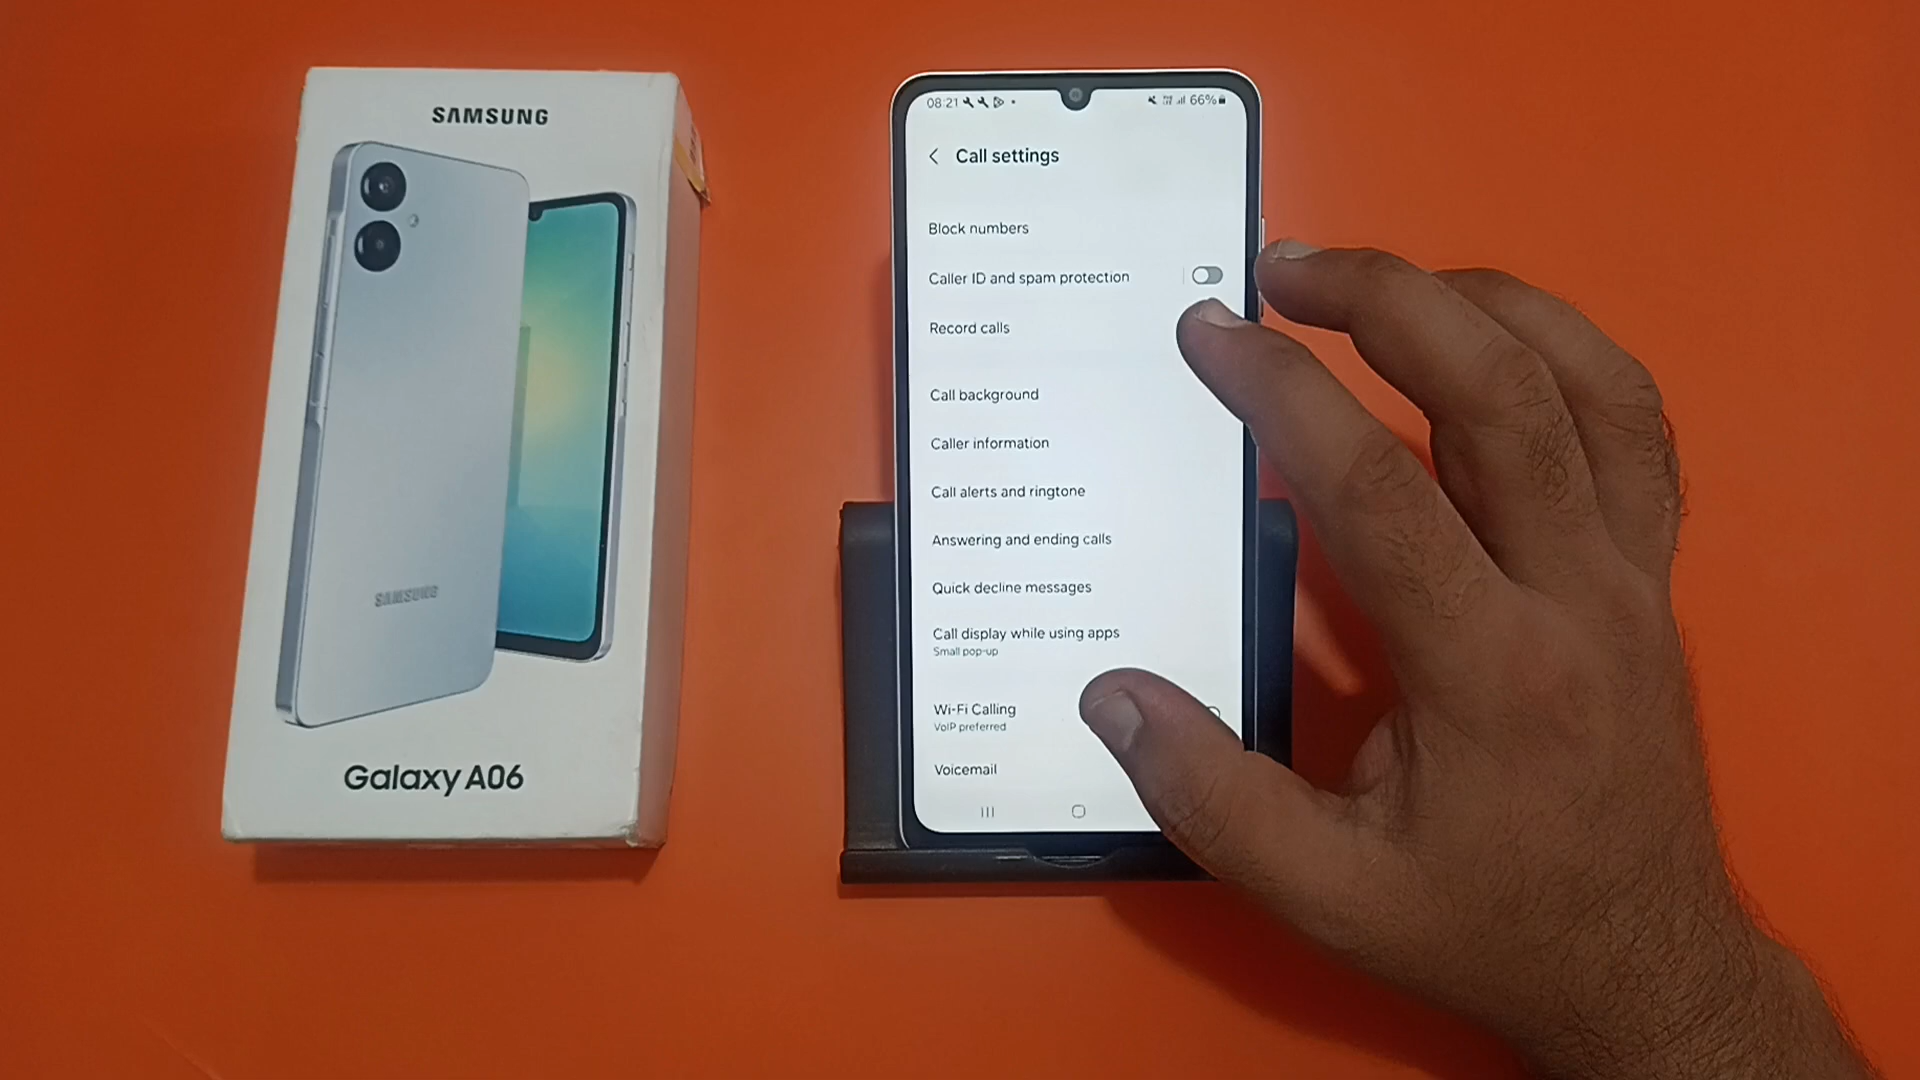 SAMSUNG
SAMSUNG
Galaxy A06
08:21
66%
Call settings
Block numbers
Caller ID and spam protection
Record calls
Call background
Caller information
Call alerts and ringtone
Answering and ending calls
Quick decline messages
Call display while using apps
Small pop-up
Wi-Fi Calling
VoIP preferred
Voicemail